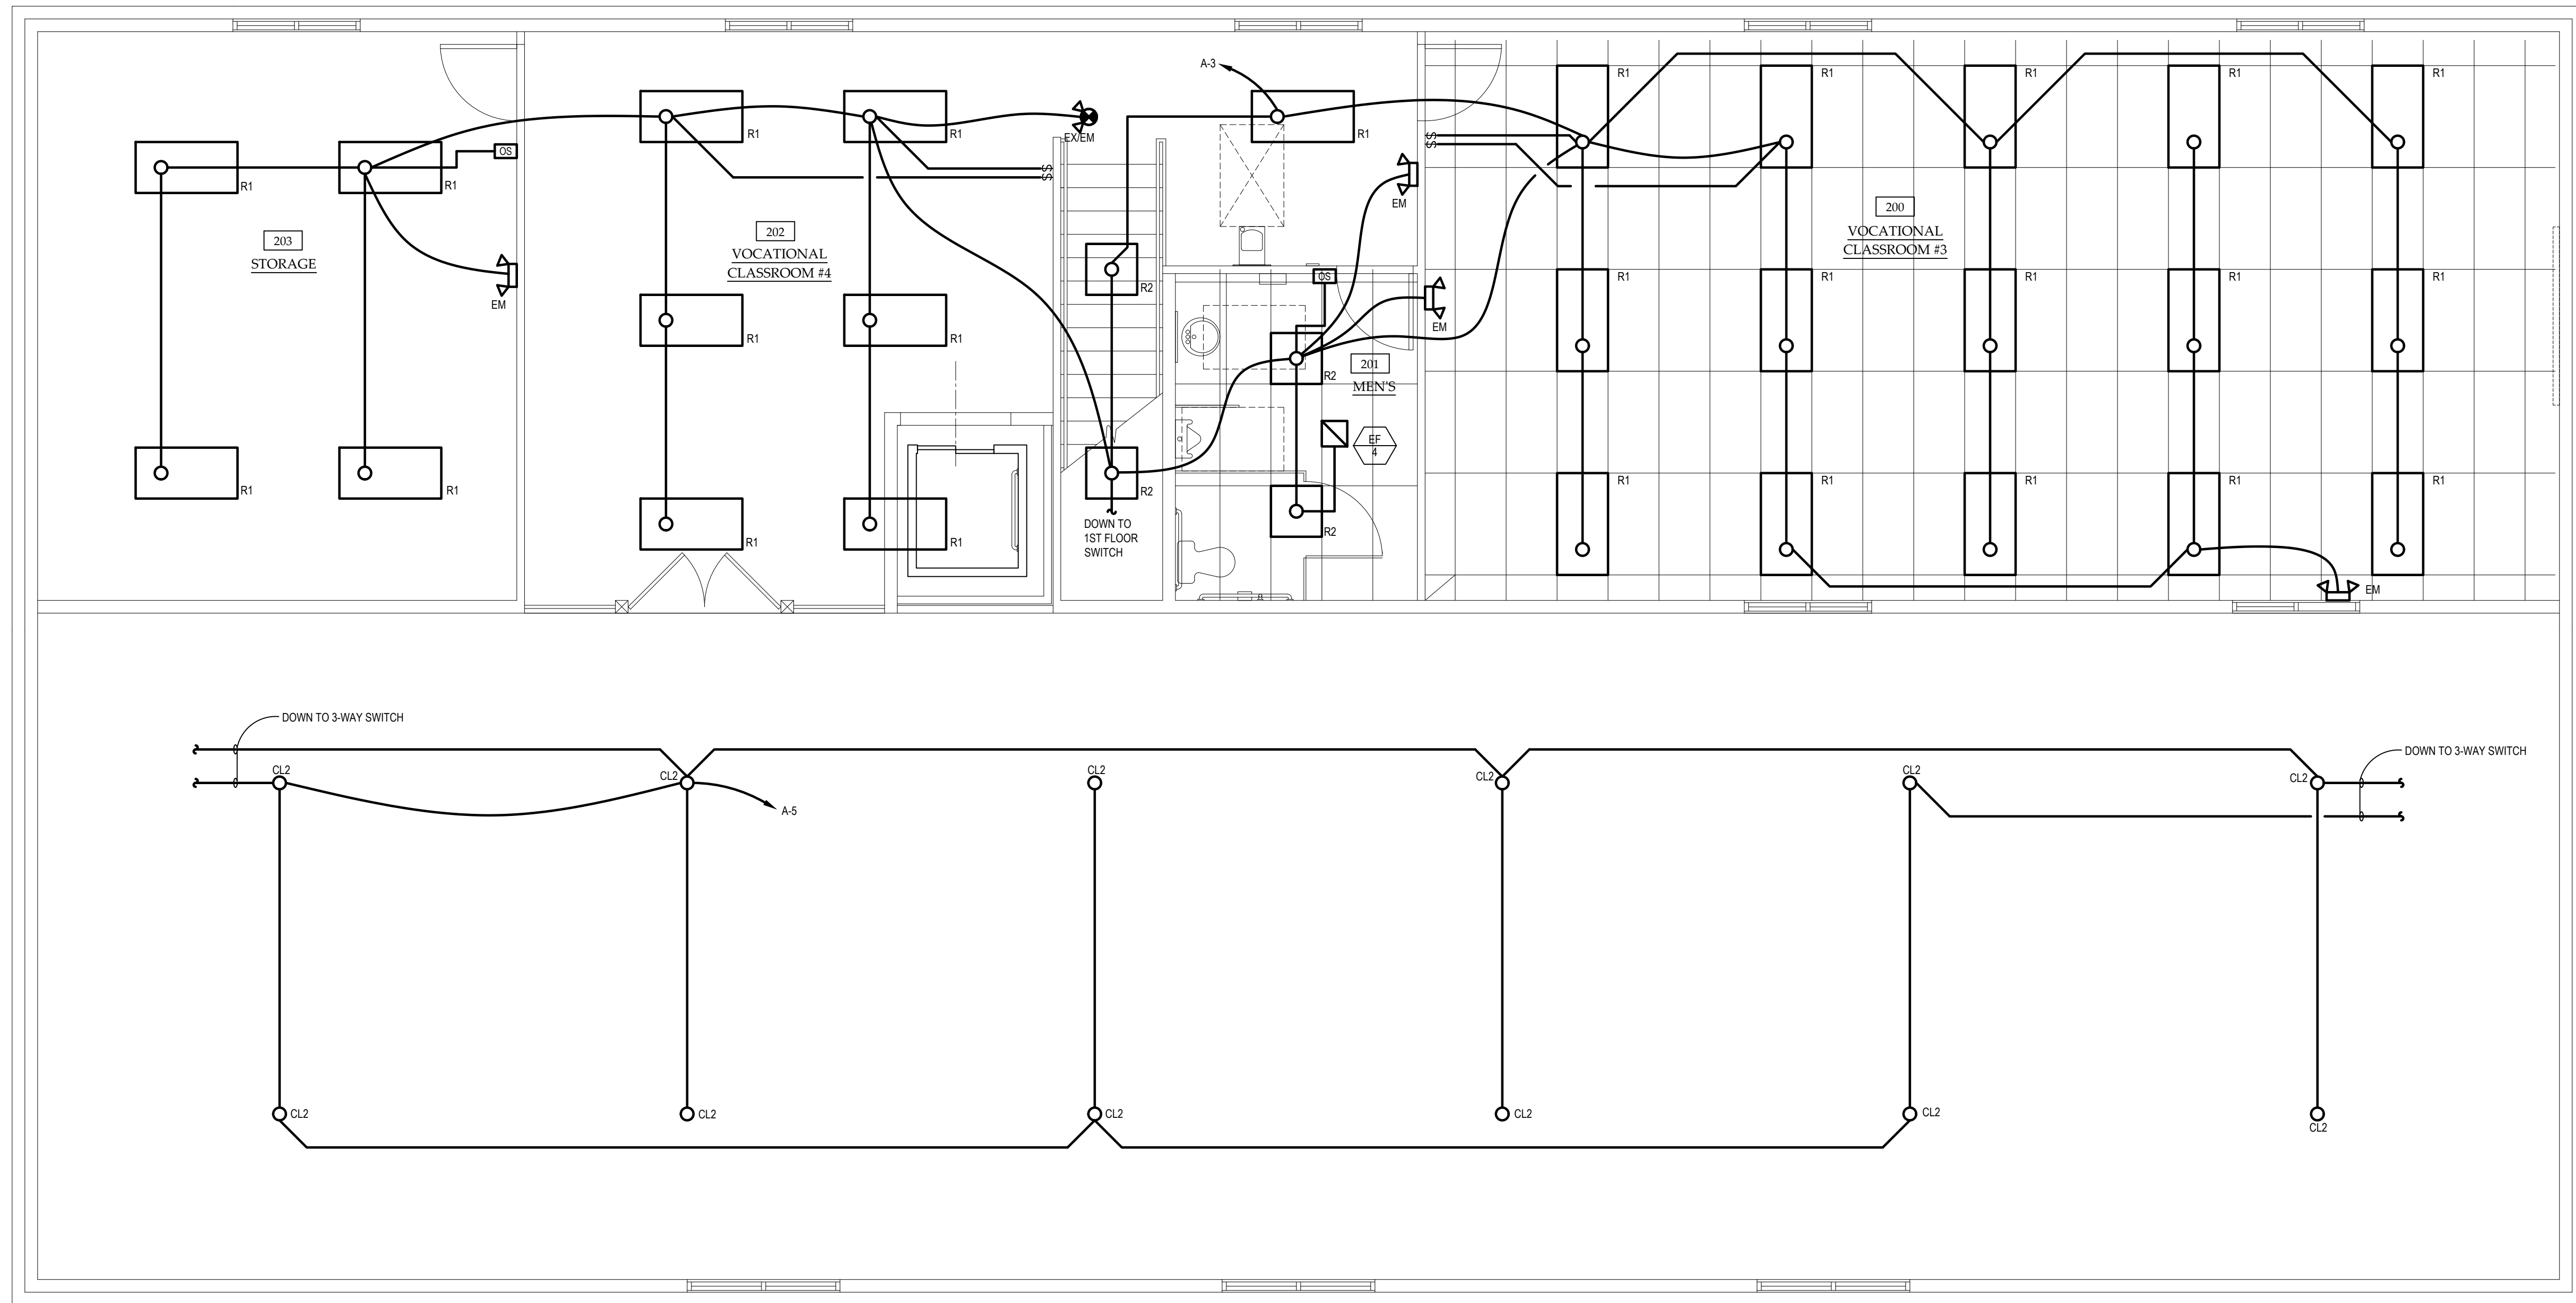 A-3
R1
R1
R1
R1
R1
R1
R1
R1
EX/EM
R1
S
S
S
S
OS
R1
R1
EM
200
VOCATIONAL
CLASSROOM #3
203
STORAGE
202
VOCATIONAL
CLASSROOM #4
EM
OS
R2
R1
R1
R1
R1
R1
EM
R1
R1
201
MEN'S
R2
EF
4
R1
R1
R2
R1
R1
R1
R1
R1
DOWN TO
1ST FLOOR
SWITCH
R2
R1
R1
EM
DOWN TO 3-WAY SWITCH
DOWN TO 3-WAY SWITCH
CL2
CL2
CL2
CL2
CL2
CL2
A-5
CL2
CL2
CL2
CL2
CL2
CL2